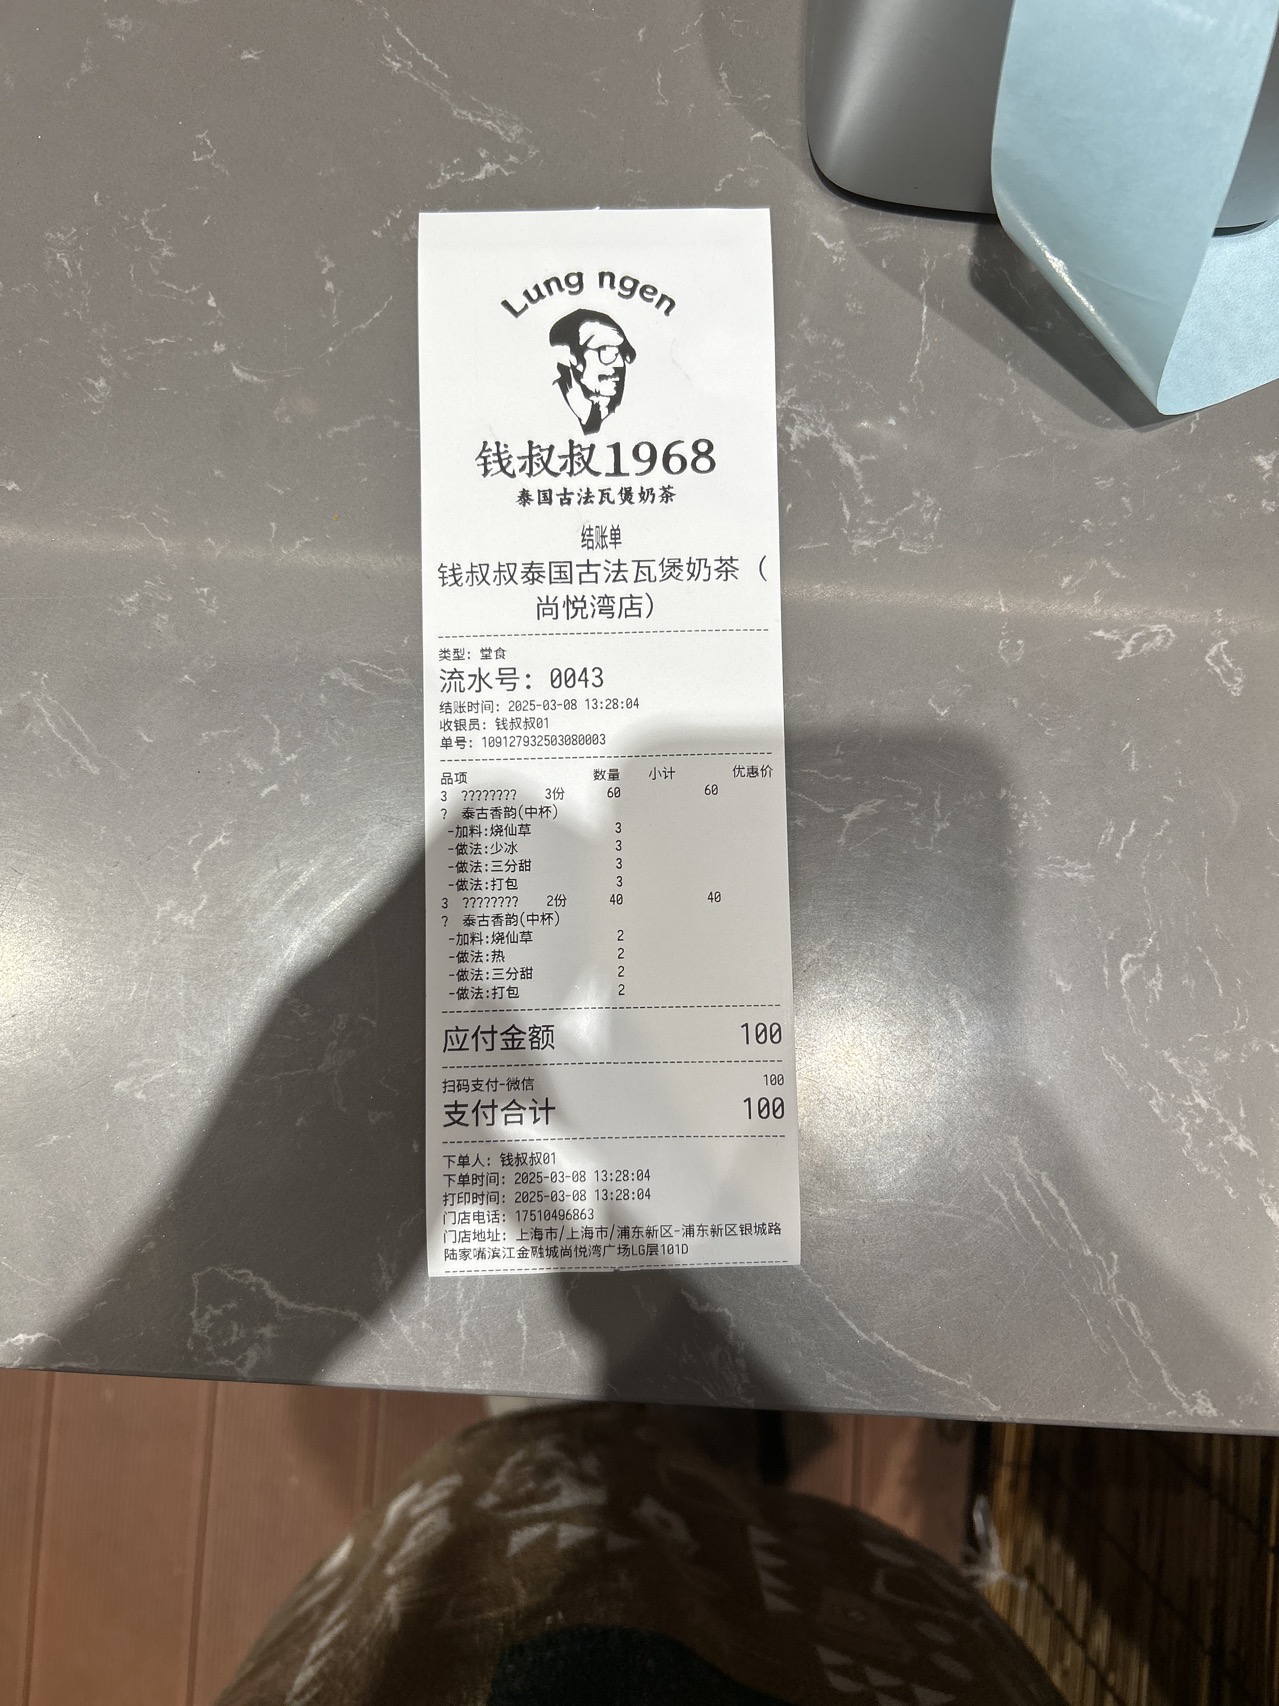 Lung ngen
钱叔叔1968
泰国古法瓦煲奶茶
结账单
钱叔叔泰国古法瓦煲奶茶（
尚悦湾店）
类型: 堂食
流水号: 0043
结账时间: 2025-03-08 13:28:04
收银员: 钱叔叔01
单号: 109127932503080003
品项 数量 小计 优惠价
3 ???????? 3份 60 60
? 泰古香韵(中杯)
-加料:烧仙草 3
-做法:少冰 3
-做法:三分甜 3
-做法:打包 3
3 ???????? 2份 40 40
? 泰古香韵(中杯)
-加料:烧仙草 2
-做法:热 2
-做法:三分甜 2
-做法:打包 2
应付金额 100
扫码支付-微信 100
支付合计 100
下单人: 钱叔叔01
下单时间: 2025-03-08 13:28:04
打印时间: 2025-03-08 13:28:04
门店电话: 17510496863
门店地址: 上海市/上海市/浦东新区-浦东新区银城路
陆家嘴滨江金融城尚悦湾广场LG层101D